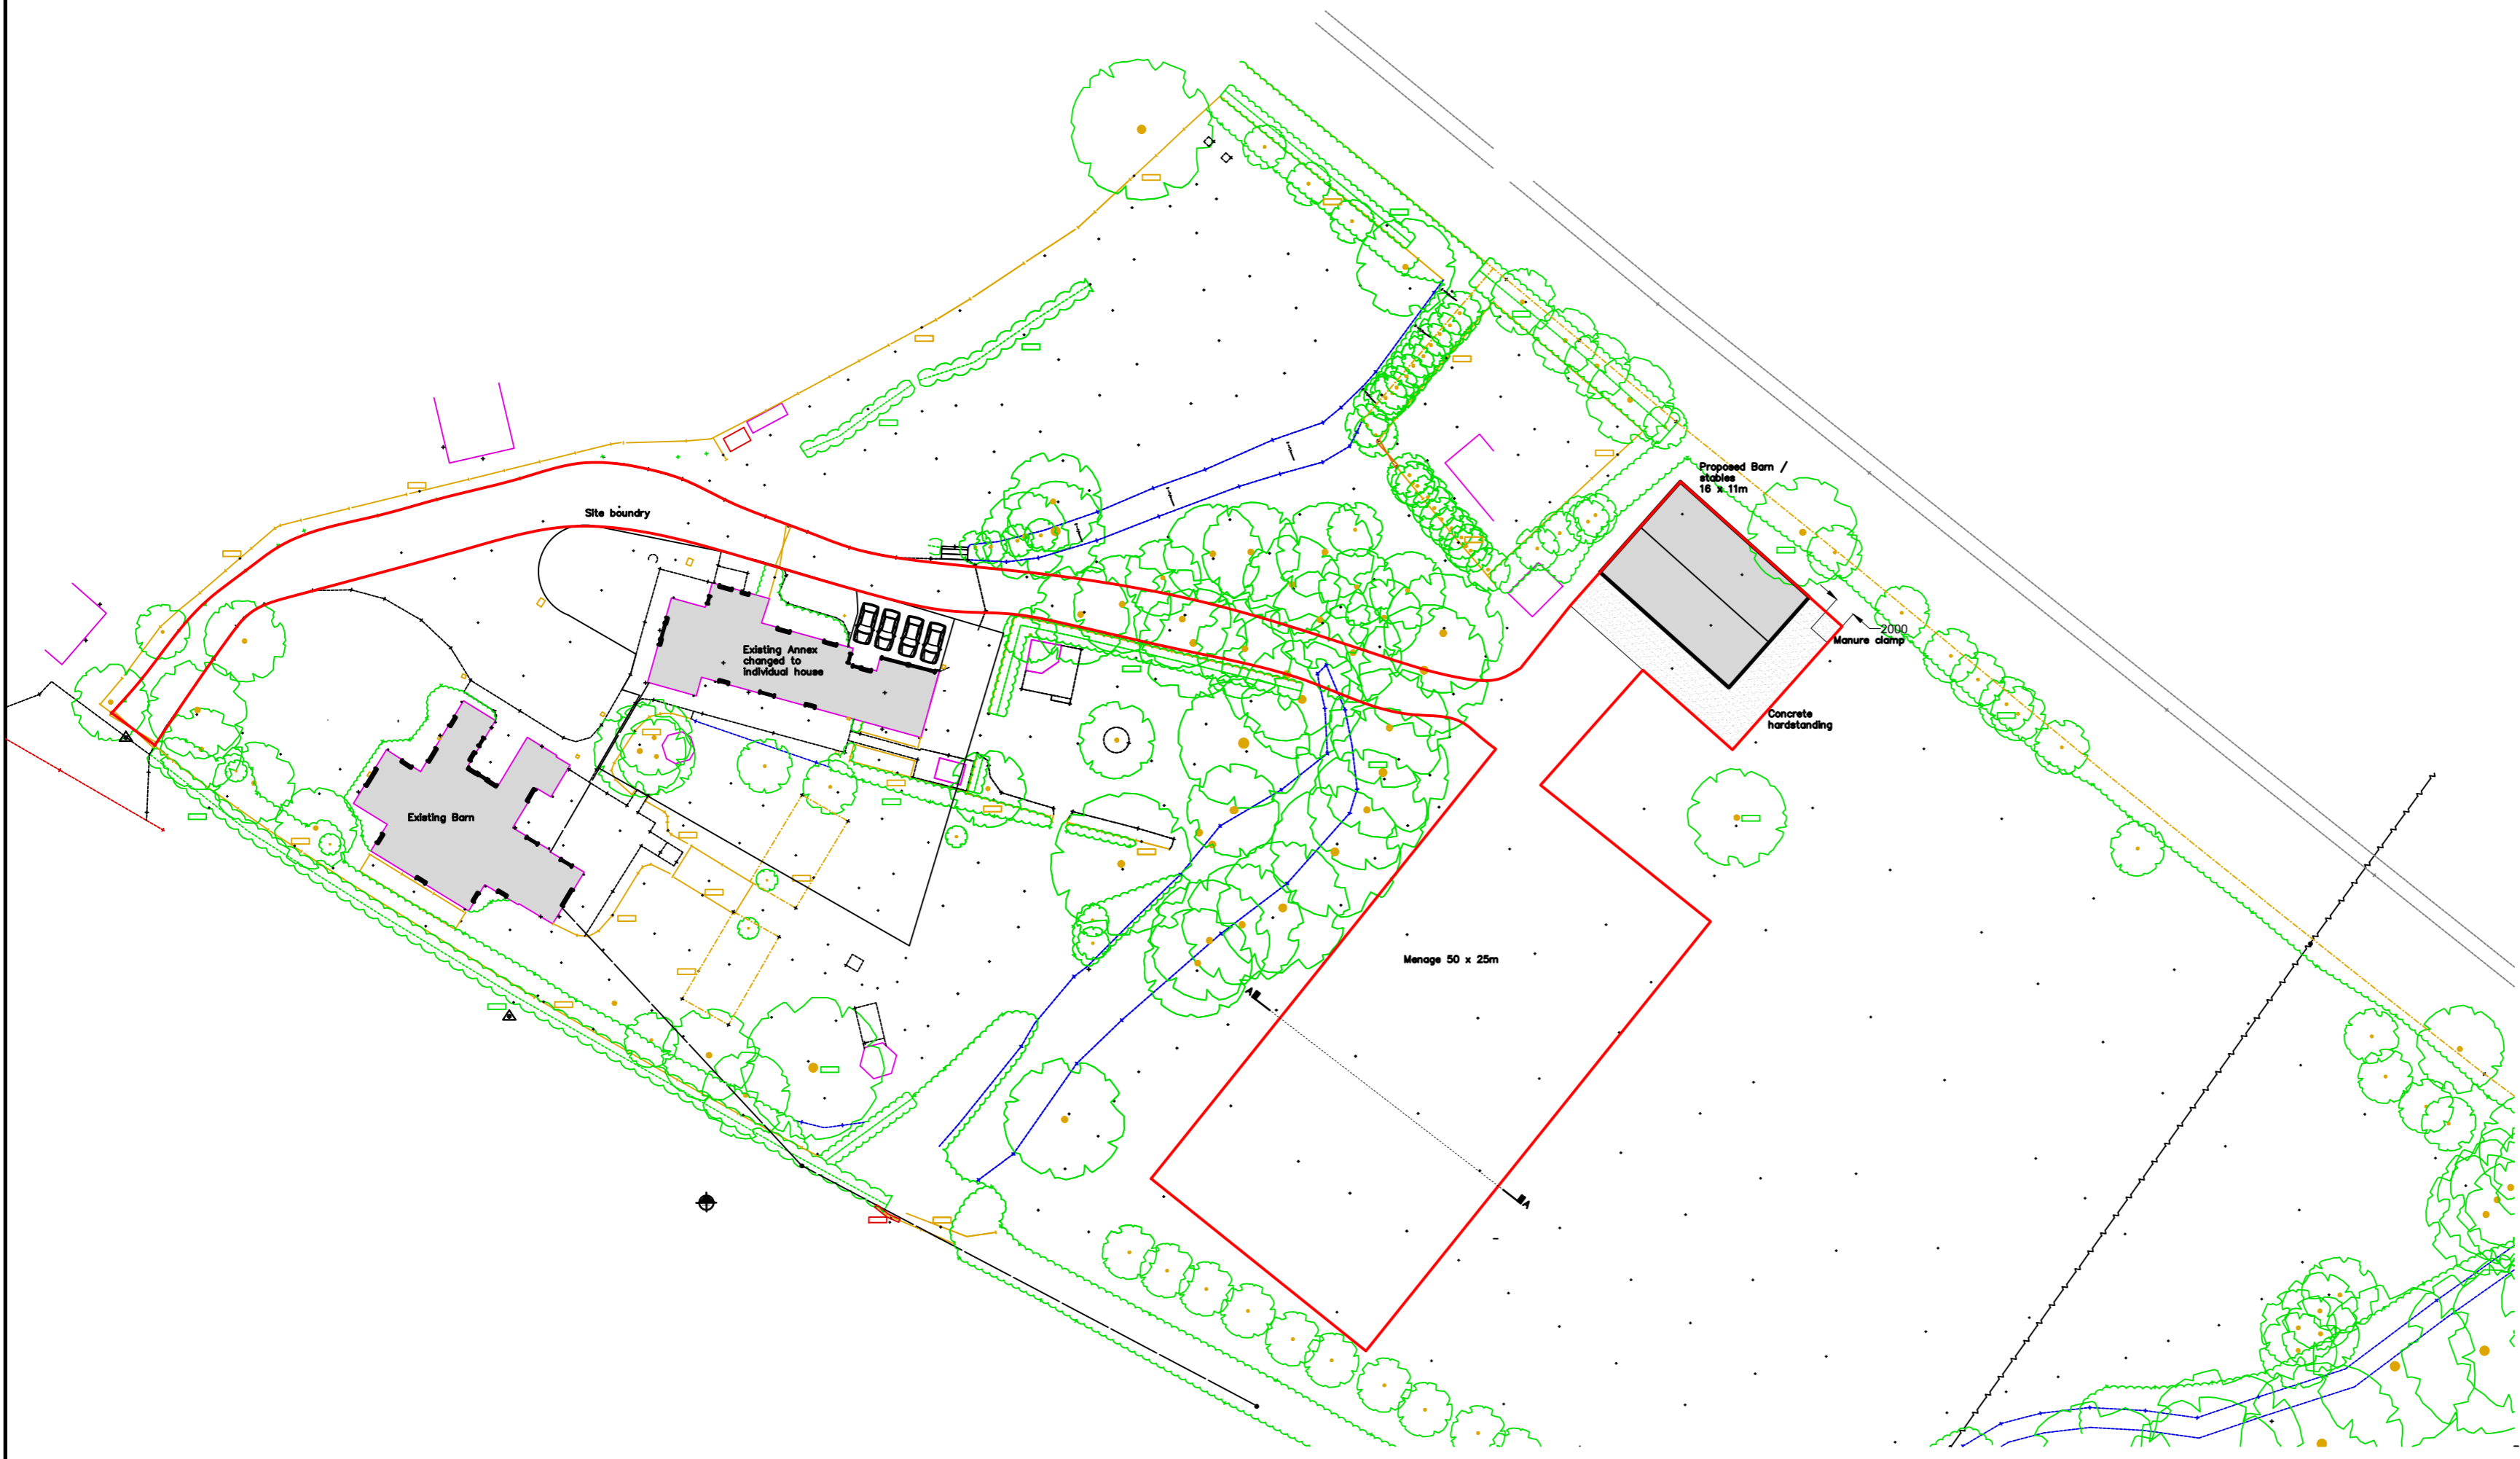 Proposed Barn /
stables
16 x 11m
Site boundry
2000
Manure clamp
Existing Annex
changed to
individual house
Concrete
hardstanding
Existing Barn
Menage 50 x 25m
A
A